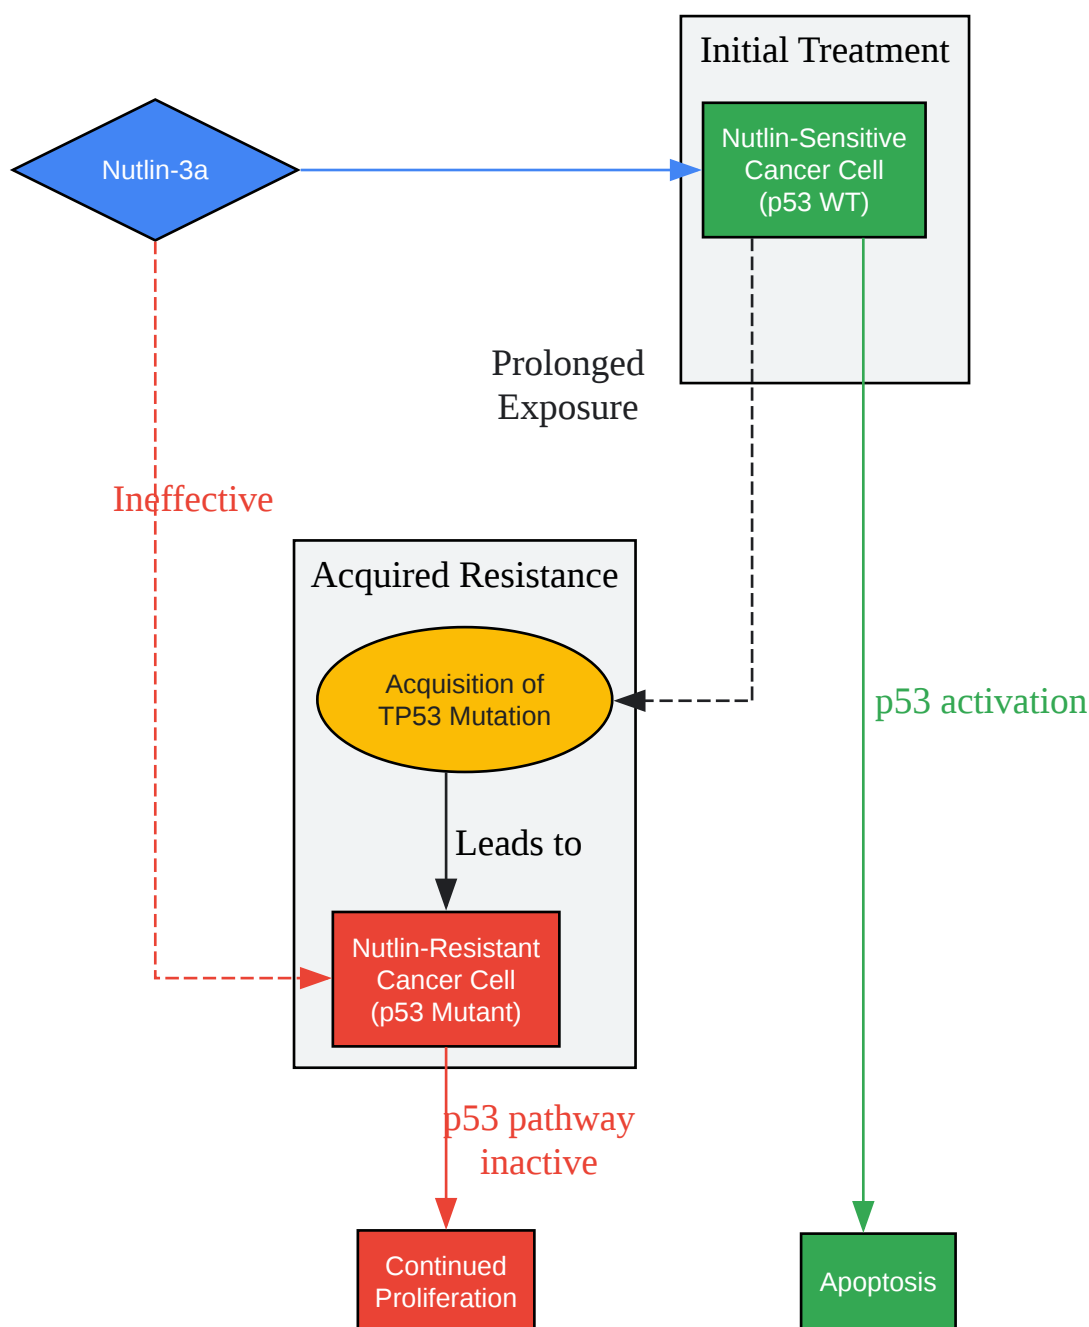 Initial Treatment
Nutlin-3a
Nutlin-Sensitive
Cancer Cell
(p53 WT)
Prolonged
Exposure
Ineffective
Acquired Resistance
Acquisition of
TP53 Mutation
p53 activation
Leads to
Nutlin-Resistant
Cancer Cell
(p53 Mutant)
p53 pathway
inactive
Continued
Proliferation
Apoptosis